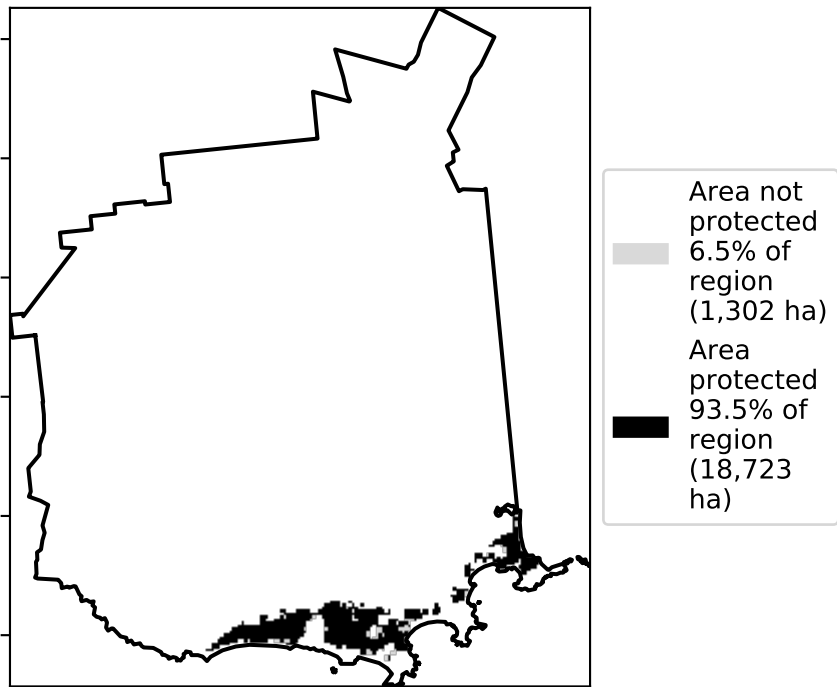 Area not
protected
6.5% of
region
(1,302 ha)
Area
protected
93.5% of
region
(18,723
ha)